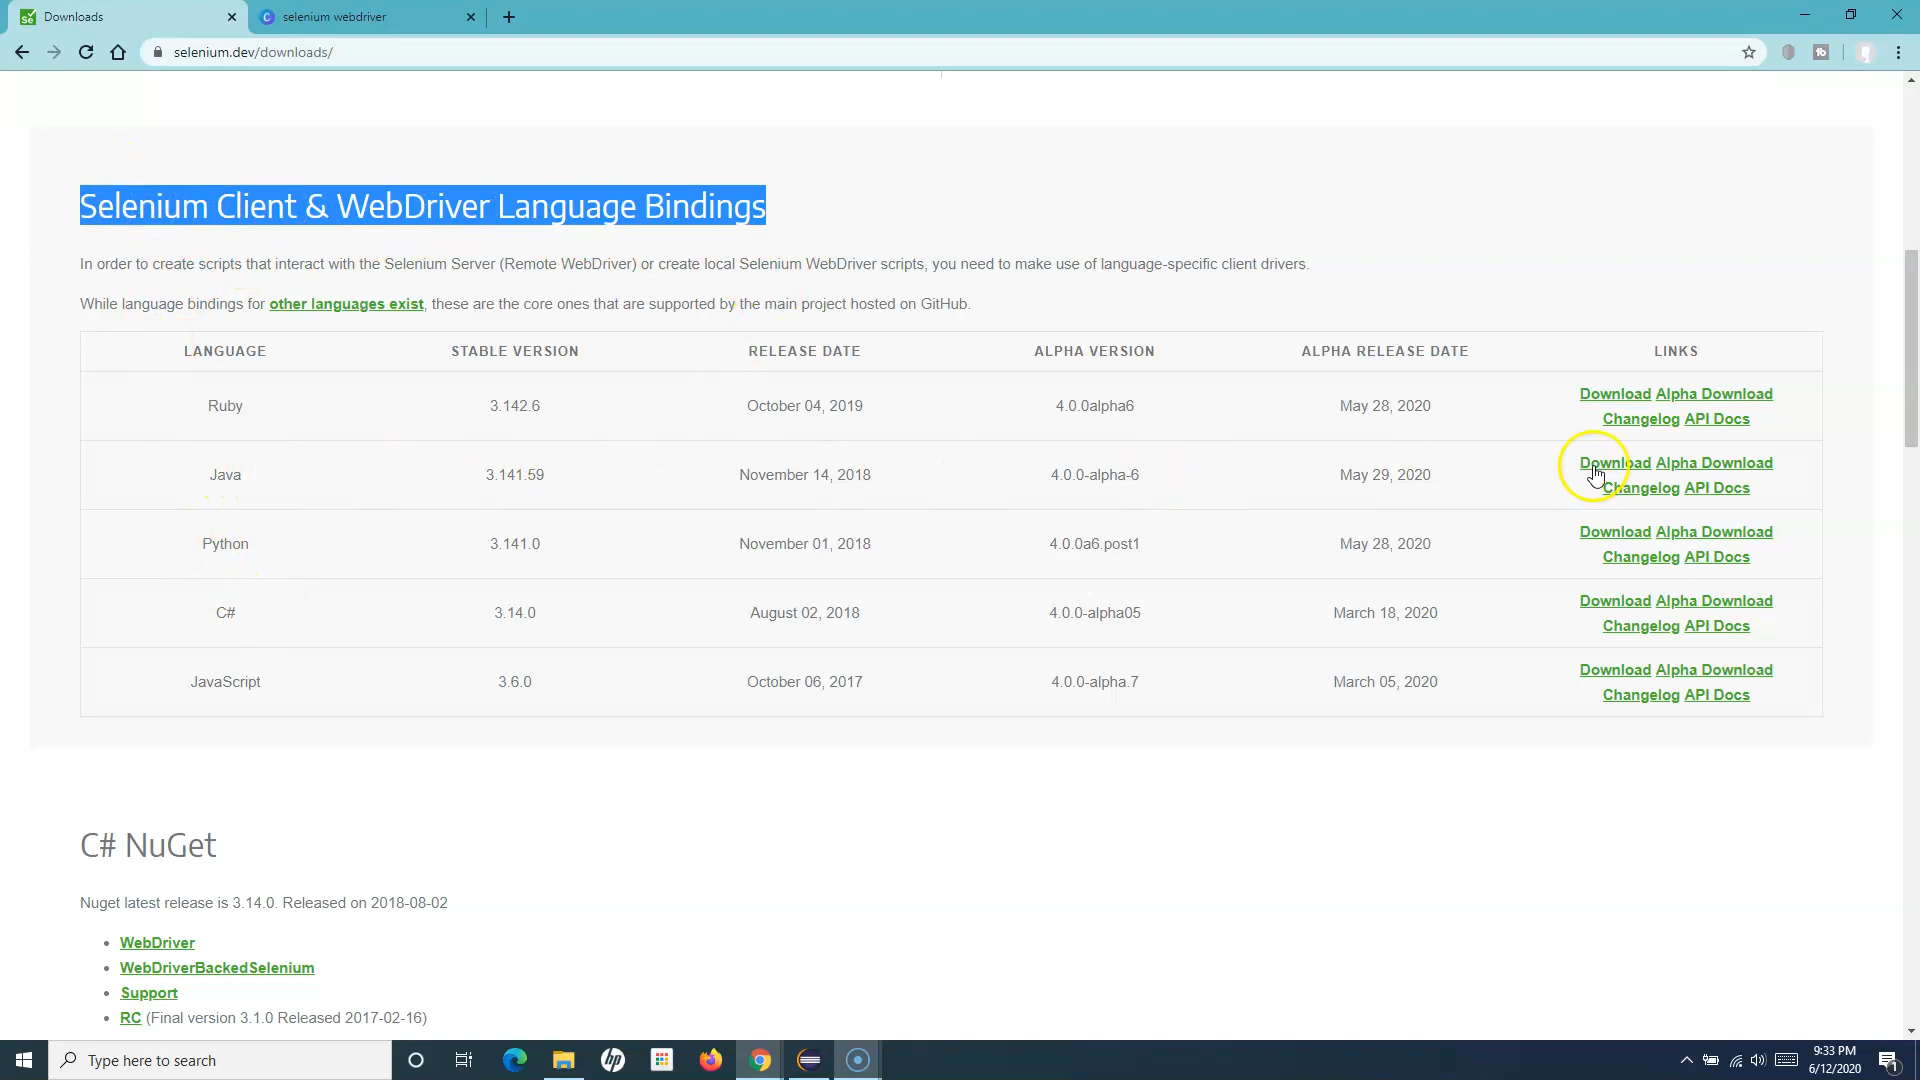 Downloads
selenium webdriver
selenium.dev/downloads/
Selenium Client & WebDriver Language Bindings
In order to create scripts that interact with the Selenium Server (Remote WebDriver) or create local Selenium WebDriver scripts, you need to make use of language-specific client drivers.
While language bindings for other languages exist, these are the core ones that are supported by the main project hosted on GitHub.
LANGUAGE STABLE VERSION RELEASE DATE ALPHA VERSION ALPHA RELEASE DATE LINKS
Ruby 3.142.6 October 04, 2019 4.0.0alpha6 May 28, 2020 Download Alpha Download
Changelog API Docs
Java 3.141.59 November 14, 2018 4.0.0-alpha-6 May 29, 2020 Download Alpha Download
Changelog API Docs
Python 3.141.0 November 01, 2018 4.0.0a6.post1 May 28, 2020 Download Alpha Download
Changelog API Docs
C# 3.14.0 August 02, 2018 4.0.0-alpha05 March 18, 2020 Download Alpha Download
Changelog API Docs
JavaScript 3.6.0 October 06, 2017 4.0.0-alpha.7 March 05, 2020 Download Alpha Download
Changelog API Docs
C# NuGet
Nuget latest release is 3.14.0. Released on 2018-08-02
WebDriver
WebDriverBackedSelenium
Support
RC (Final version 3.1.0 Released 2017-02-16)
Type here to search
hp
9:33 PM
6/12/2020
1